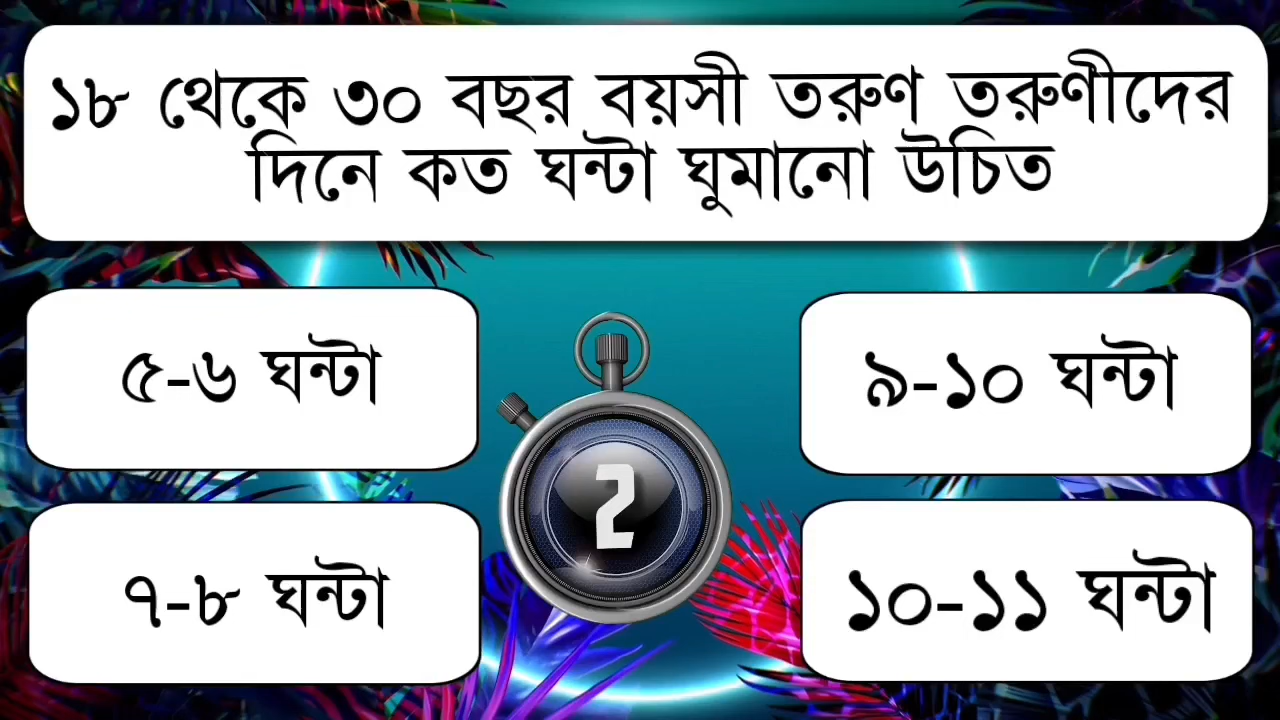 ১৮ থেকে ৩০ বছর বয়সী তরুণ তরুণীদের
দিনে কত ঘন্টা ঘুমানো উচিত
৫-৬ ঘন্টা
৯-১০ ঘন্টা
2
৭-৮ ঘন্টা
১০-১১ ঘন্টা